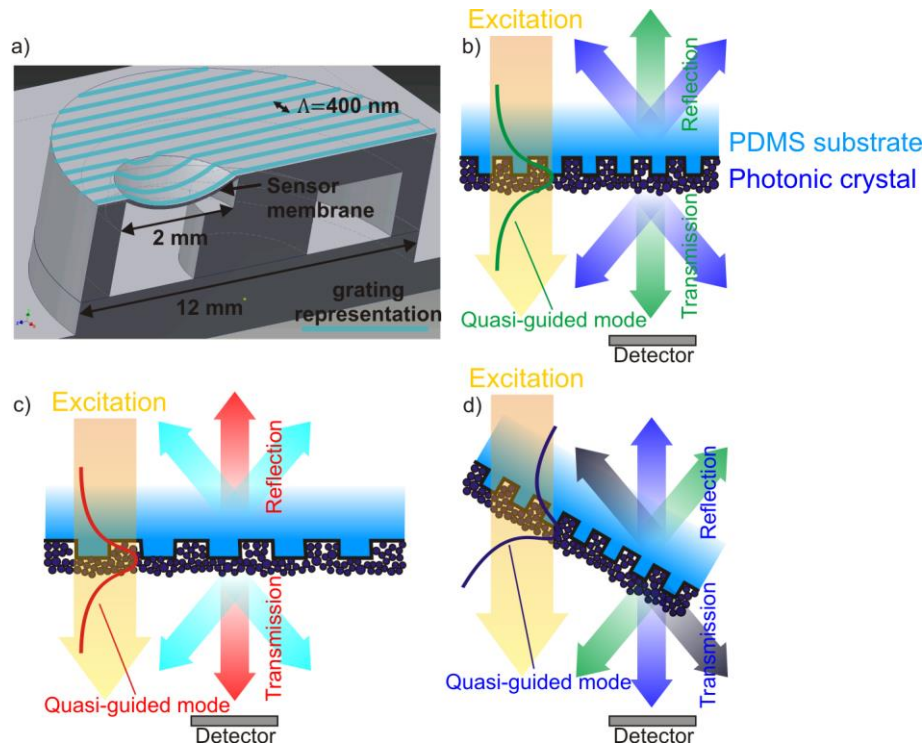 a)
Λ=400 nm
Sensor
membrane
2 mm
12 mm
grating
representation
b)
Excitation
Reflection
PDMS substrate
Photonic crystal
Transmission
Quasi-guided mode
Detector
c)
Excitation
Reflection
Transmission
Quasi-guided mode
Detector
d)
Excitation
Reflection
Transmission
Quasi-guided mode
Detector